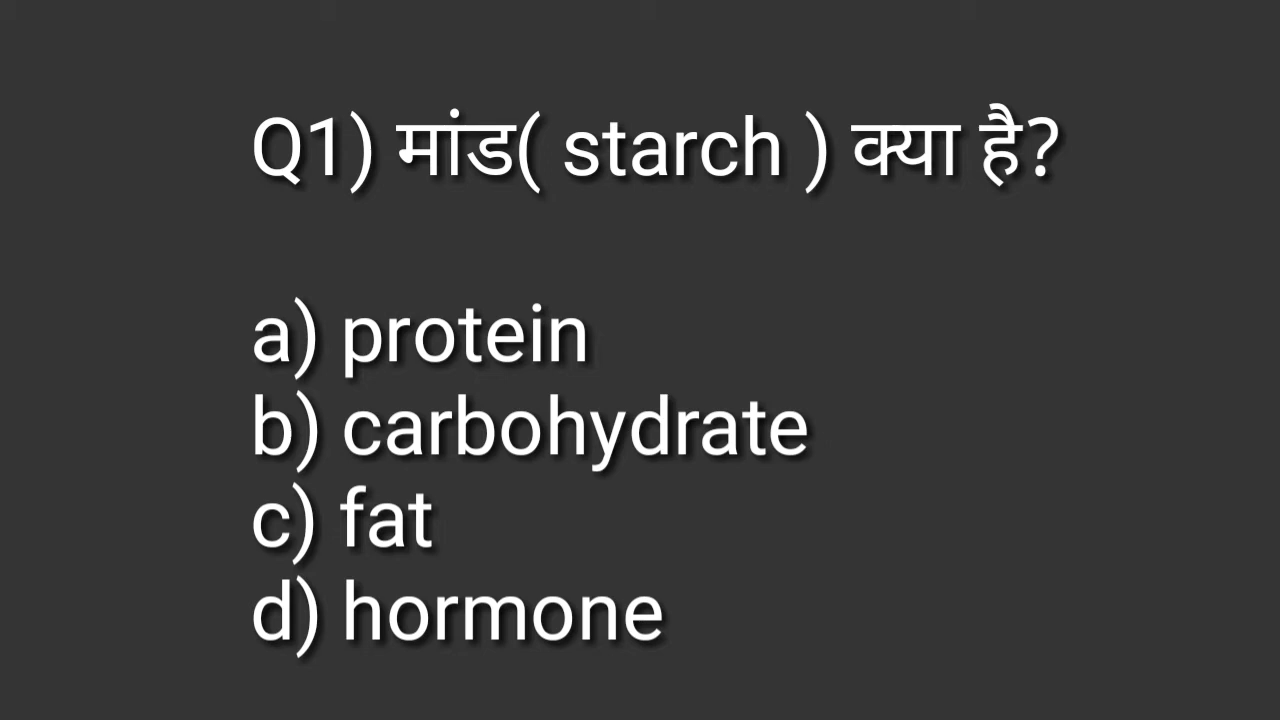 Q1) मांड( starch ) क्या है?
a) protein
b) carbohydrate
c) fat
d) hormone